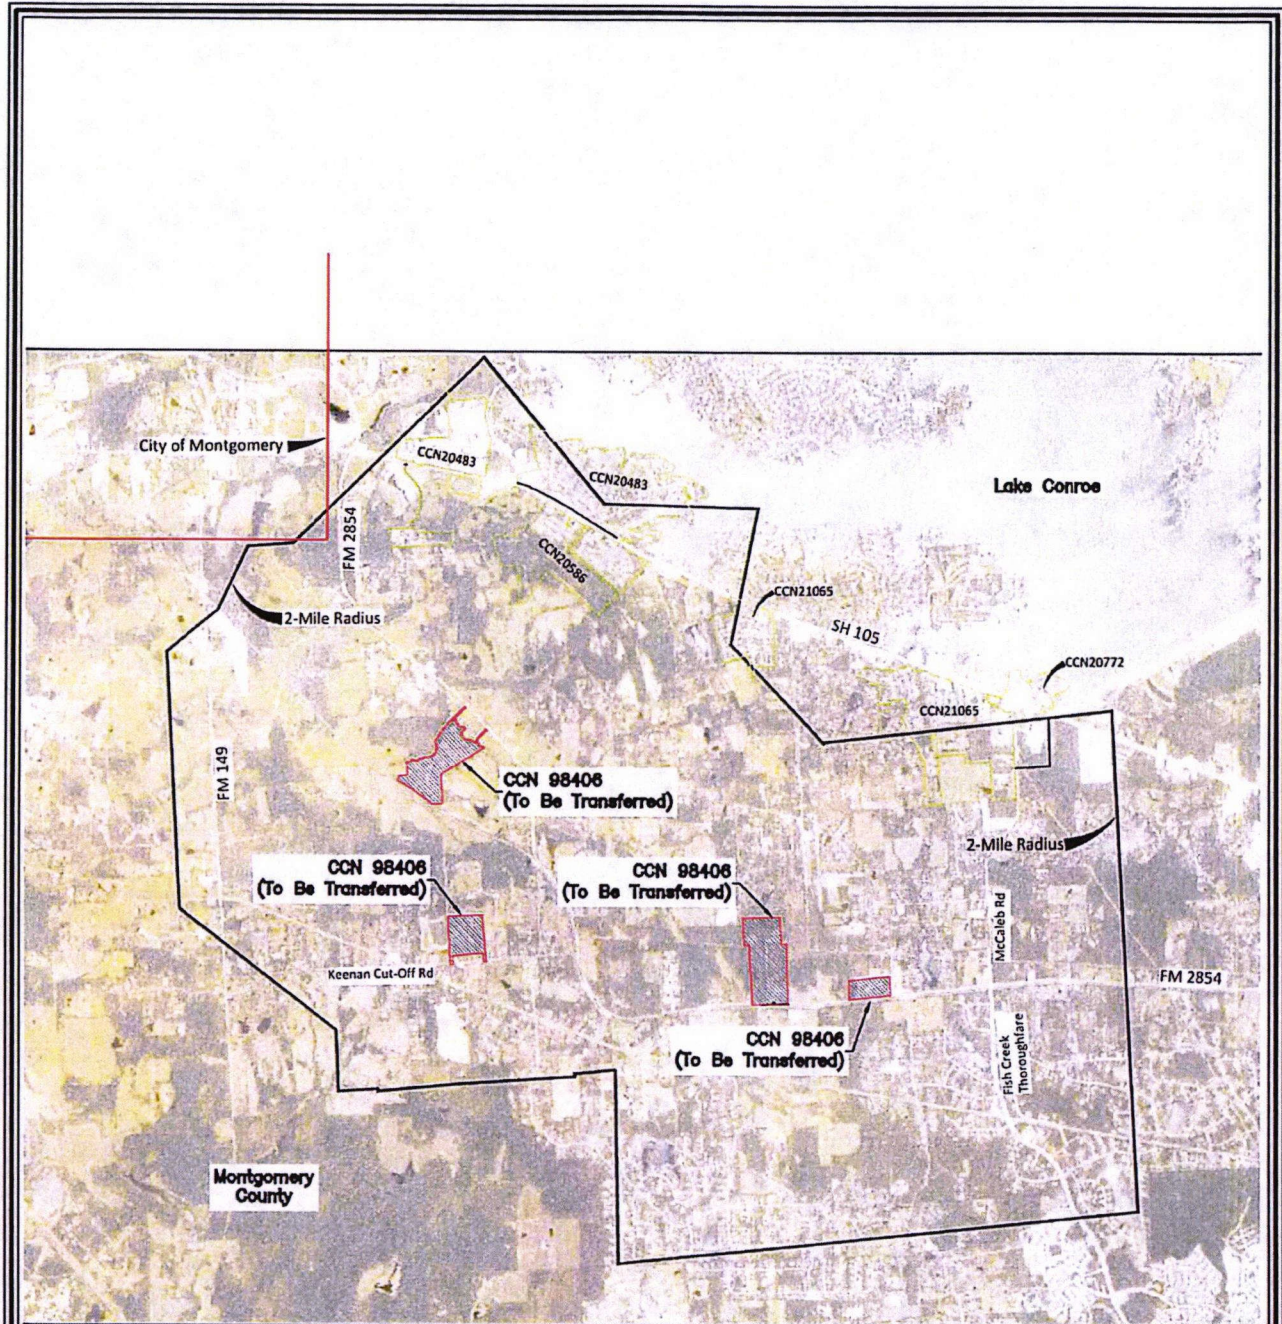 City of Montgomery
CCN20483
CCN20483
Lake Conroe
FM 2854
CCN20586
2-Mile Radius
CCN21065
SH 105
CCN20772
CCN21065
FM 149
CCN 98406
(To Be Transferred)
2-Mile Radius
CCN 98406
(To Be Transferred)
CCN 98406
(To Be Transferred)
McCaleb Rd
Keenan Cut-Off Rd
FM 2854
CCN 98406
(To Be Transferred)
Fish Creek
Thoroughfare
Montgomery
County